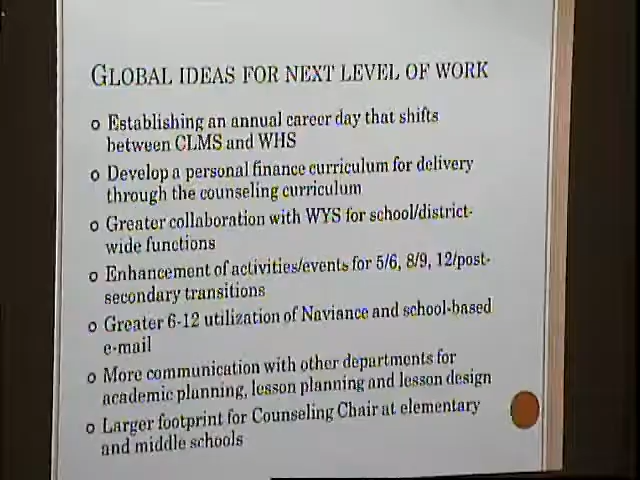 GLOBAL IDEAS FOR NEXT LEVEL OF WORK
o Establishing an annual career day that shifts
between CLMS and WHS
o Develop a personal finance curriculum for delivery
through the counseling curriculum
o Greater collaboration with WYS for school/district-
wide functions
o Enhancement of activities/events for 5/6, 8/9, 12/post-
secondary transitions
o Greater 6-12 utilization of Naviance and school-based
e-mail
o More communication with other departments for
academic planning, lesson planning and lesson design
o Larger footprint for Counseling Chair at elementary
and middle schools